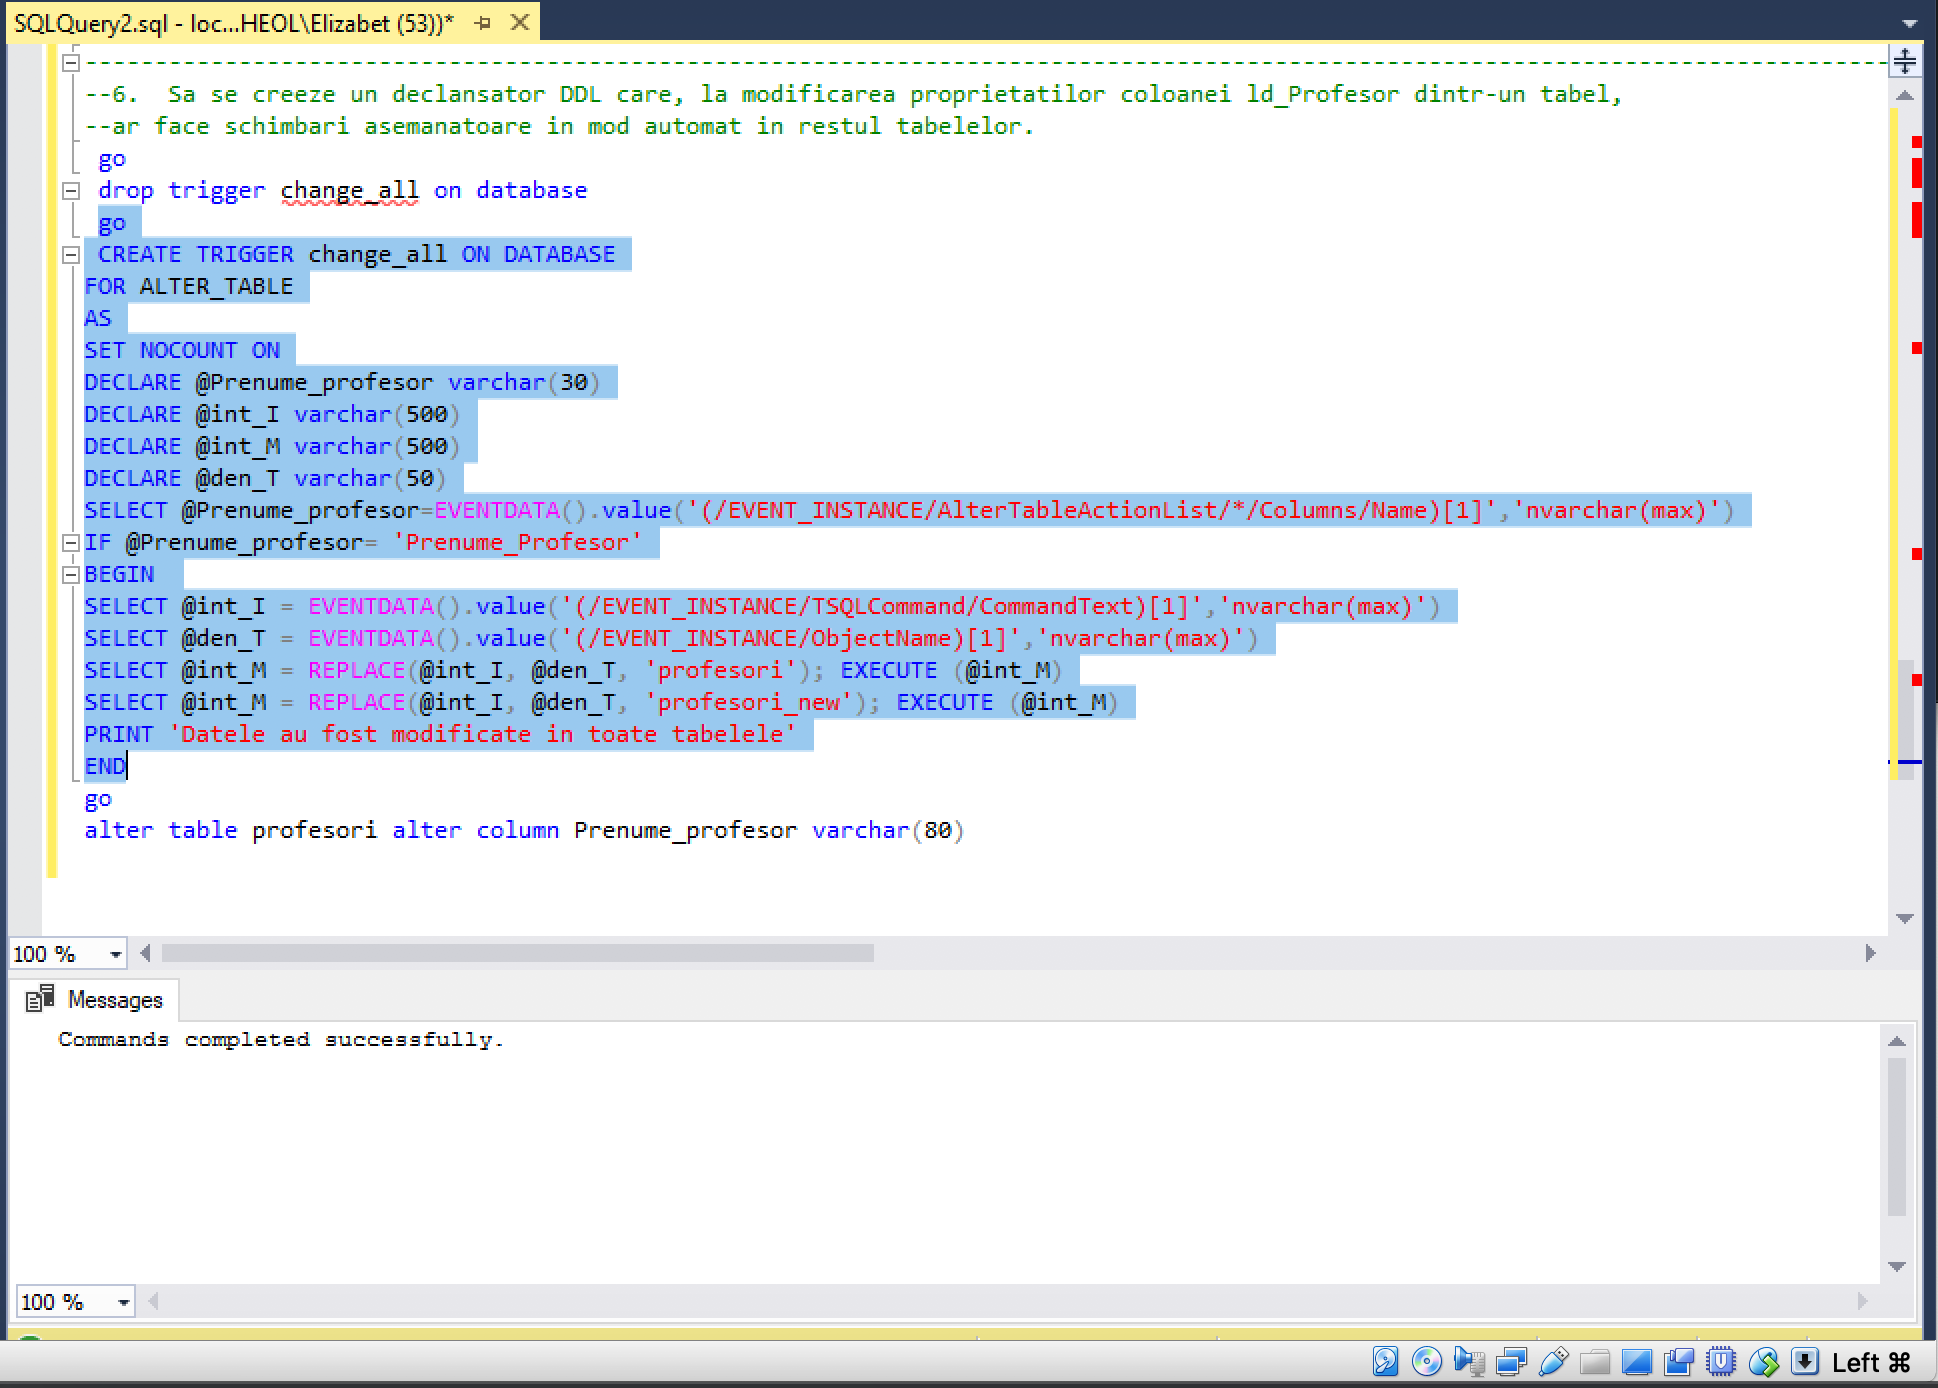 SQLQuery2.sql - loc...HEOL\Elizabet (53))*
--------------------------------------------------------------------------------------------------------------------------------
--6.  Sa se creeze un declansator DDL care, la modificarea proprietatilor coloanei ld_Profesor dintr-un tabel,
--ar face schimbari asemanatoare in mod automat in restul tabelelor.
go
drop trigger change_all on database
go
CREATE TRIGGER change_all ON DATABASE
FOR ALTER_TABLE
AS
SET NOCOUNT ON
DECLARE @Prenume_profesor varchar(30)
DECLARE @int_I varchar(500)
DECLARE @int_M varchar(500)
DECLARE @den_T varchar(50)
SELECT @Prenume_profesor=EVENTDATA().value('(/EVENT_INSTANCE/AlterTableActionList/*/Columns/Name)[1]','nvarchar(max)')
IF @Prenume_profesor= 'Prenume_Profesor'
BEGIN
SELECT @int_I = EVENTDATA().value('(/EVENT_INSTANCE/TSQLCommand/CommandText)[1]','nvarchar(max)')
SELECT @den_T = EVENTDATA().value('(/EVENT_INSTANCE/ObjectName)[1]','nvarchar(max)')
SELECT @int_M = REPLACE(@int_I, @den_T, 'profesori'); EXECUTE (@int_M)
SELECT @int_M = REPLACE(@int_I, @den_T, 'profesori_new'); EXECUTE (@int_M)
PRINT 'Datele au fost modificate in toate tabelele'
END
go
alter table profesori alter column Prenume_profesor varchar(80)
100 %
Messages
Commands completed successfully.
100 %
Left ⌘